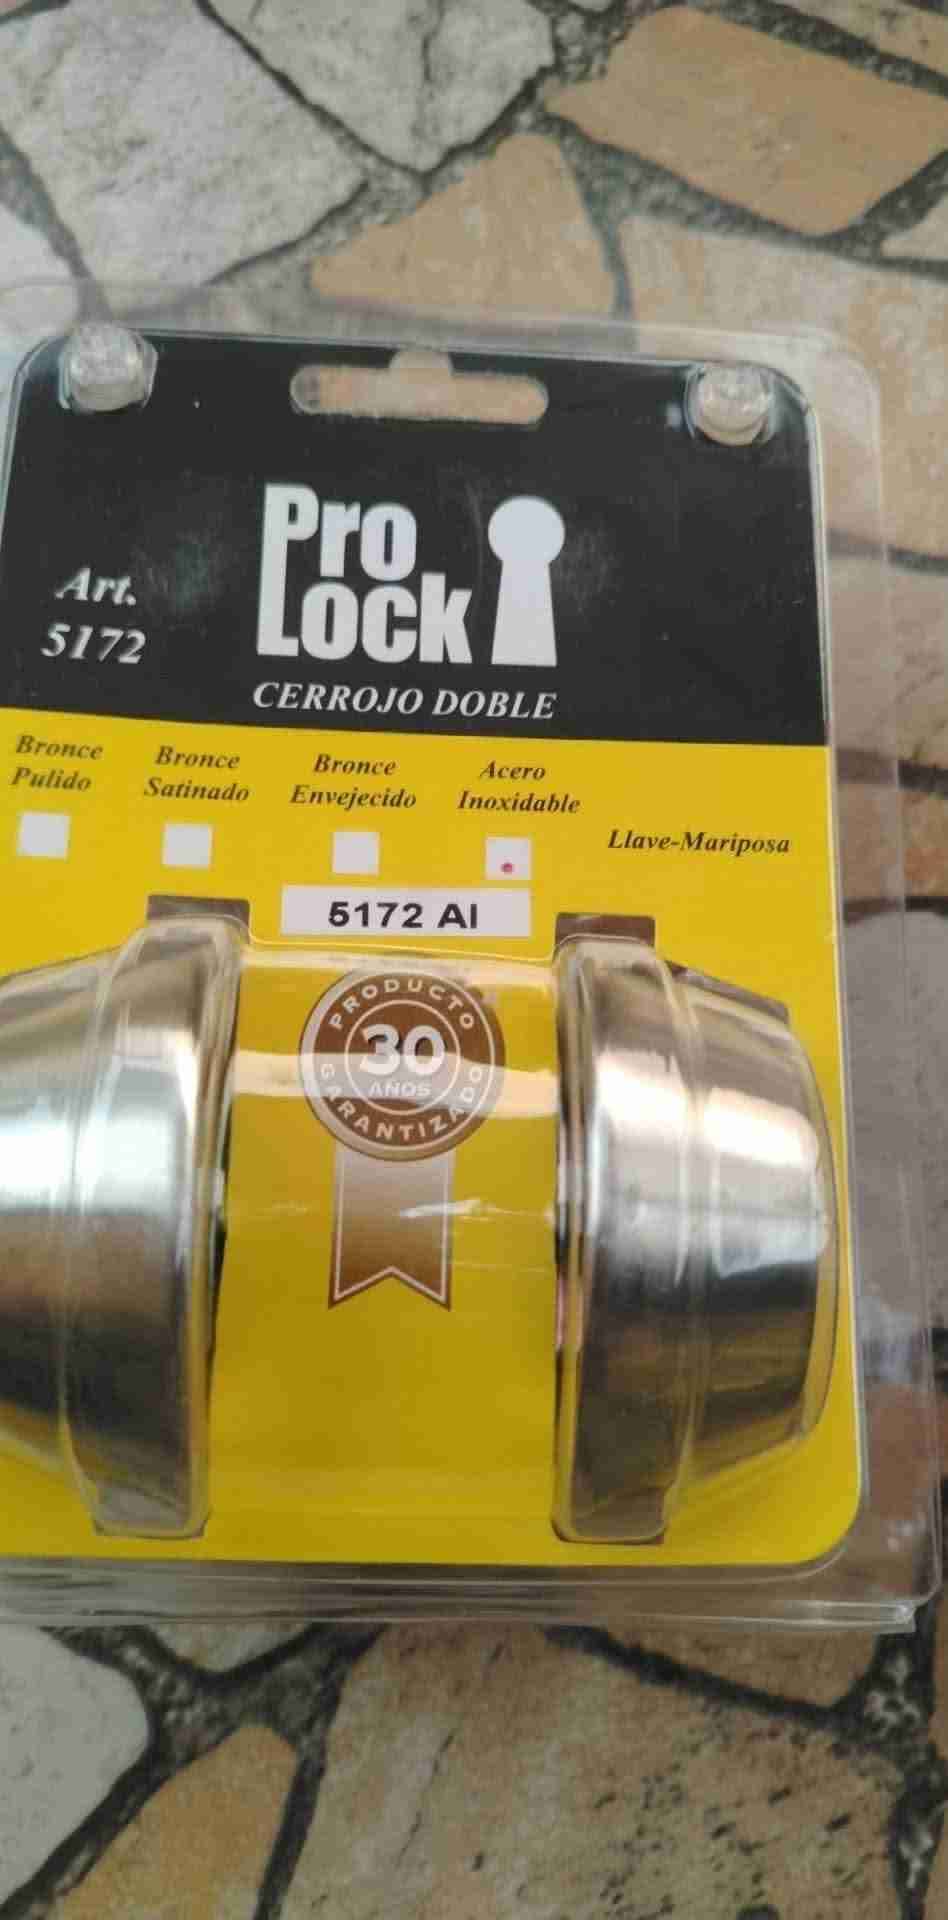 Pro
Lock
Art.
5172
CERROJO DOBLE
Bronce
Pulido
Bronce
Satinado
Bronce
Envejecido
Acero
Inoxidable
Llave-Mariposa
5172 AI
PRODUCTO
30
AÑOS
GARANTIZADO